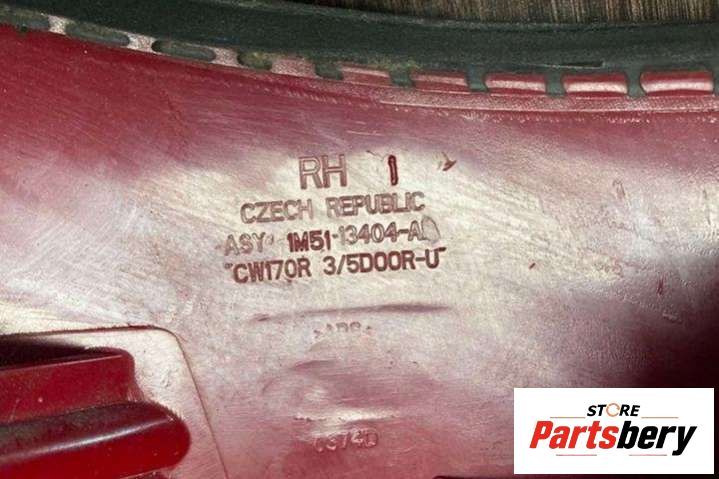 RH 1
CZECH REPUBLIC
ASY 1M51-13404-A
"CW170R 3/5DOOR-U"
STORE
Partsbery